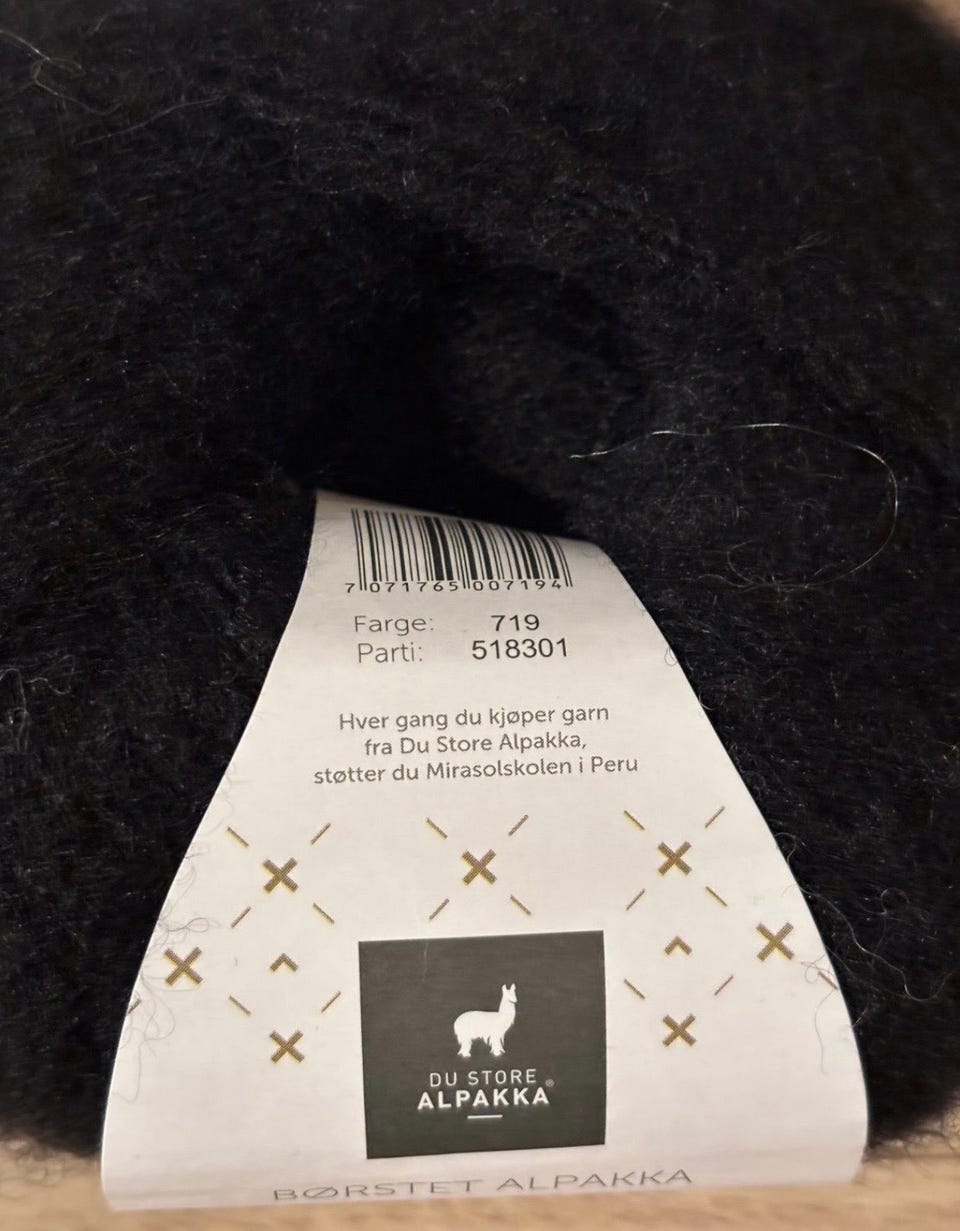 7 071765 007194
Farge: 719
Parti: 518301
Hver gang du kjøper garn
fra Du Store Alpakka,
støtter du Mirasolskolen i Peru
DU STORE
ALPAKKA®
BØRSTET ALPAKKA